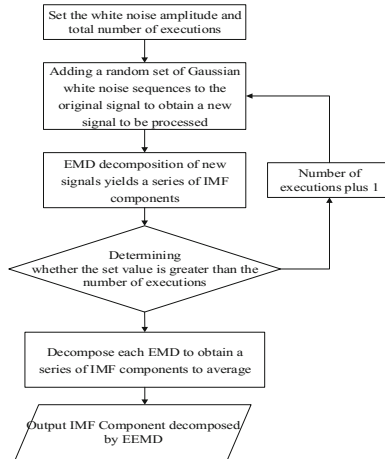 Set the white noise amplitude and
total number of executions
Adding a random set of Gaussian
white noise sequences to the
original signal to obtain a new
signal to be processed
EMD decomposition of new
signals yields a series of IMF
components
Number of
executions plus 1
Determining
whether the set value is greater than the
number of executions
Decompose each EMD to obtain a
series of IMF components to average
Output IMF Component decomposed
by EEMD